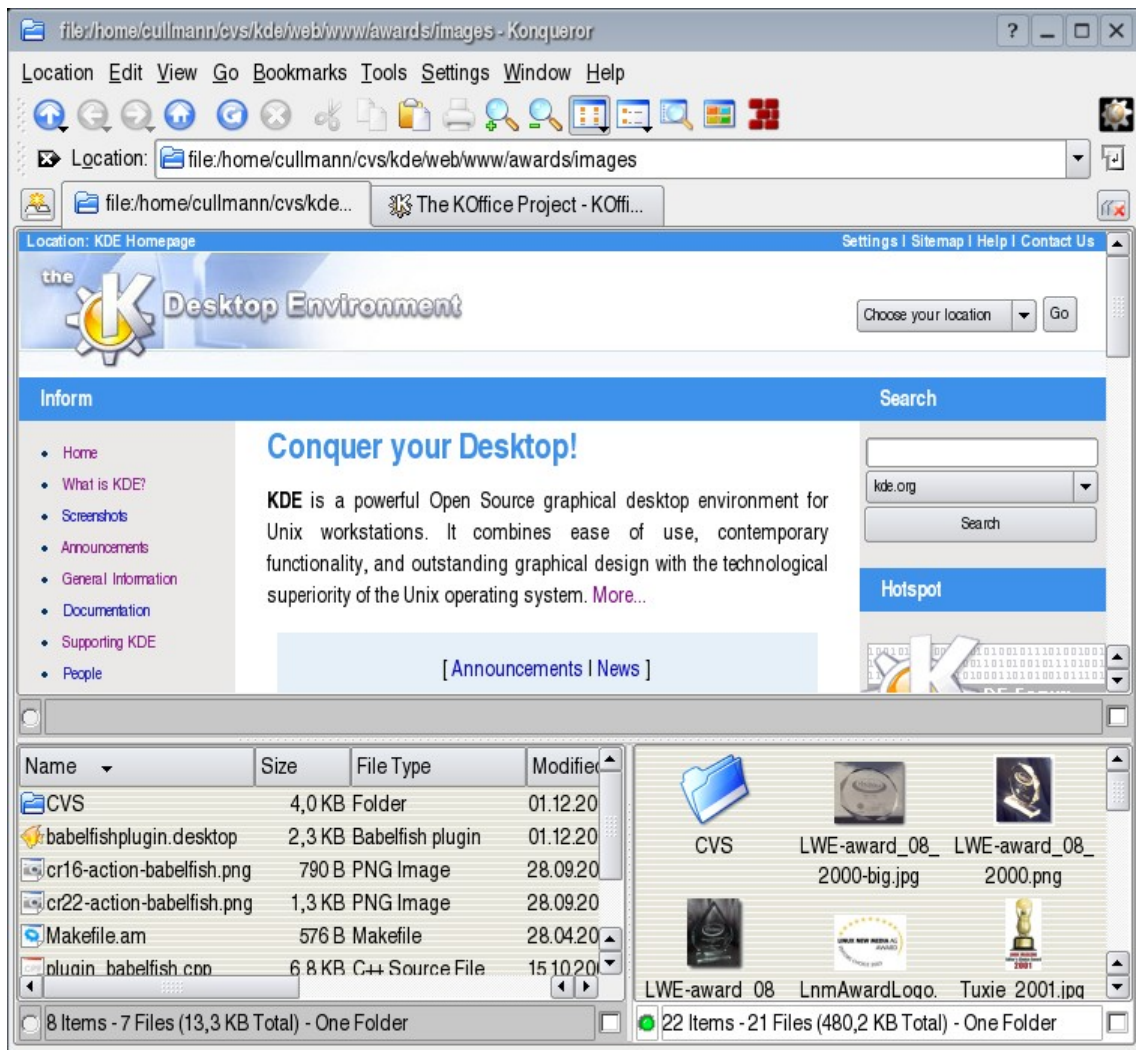 file:/home/cullmann/cvs/kde/web/www/awards/images - Konqueror
Location Edit View Go Bookmarks Tools Settings Window Help
Location: file:/home/cullmann/cvs/kde/web/www/awards/images
file:/home/cullmann/cvs/kde... The KOffice Project - KOffi...
Location: KDE Homepage Settings | Sitemap | Help | Contact Us
the K Desktop Environment
Choose your location Go
Inform
Home
What is KDE?
Screenshots
Announcements
General Information
Documentation
Supporting KDE
People
Conquer your Desktop!
KDE is a powerful Open Source graphical desktop environment for
Unix workstations. It combines ease of use, contemporary
functionality, and outstanding graphical design with the technological
superiority of the Unix operating system. More...
[ Announcements | News ]
Search
kde.org
Search
Hotspot
Name Size File Type Modified
CVS 4,0 KB Folder 01.12.20
babelfishplugin.desktop 2,3 KB Babelfish plugin 01.12.20
cr16-action-babelfish.png 790 B PNG Image 28.09.20
cr22-action-babelfish.png 1,3 KB PNG Image 28.09.20
Makefile.am 576 B Makefile 28.04.20
plugin_babelfish.cpp 6,8 KB C++ Source File 15.10.20
8 Items - 7 Files (13,3 KB Total) - One Folder
CVS
LWE-award_08_
2000-big.jpg
LWE-award_08_
2000.png
LWE-award_08
LnmAwardLogo.
Tuxie_2001.jpg
22 Items - 21 Files (480,2 KB Total) - One Folder